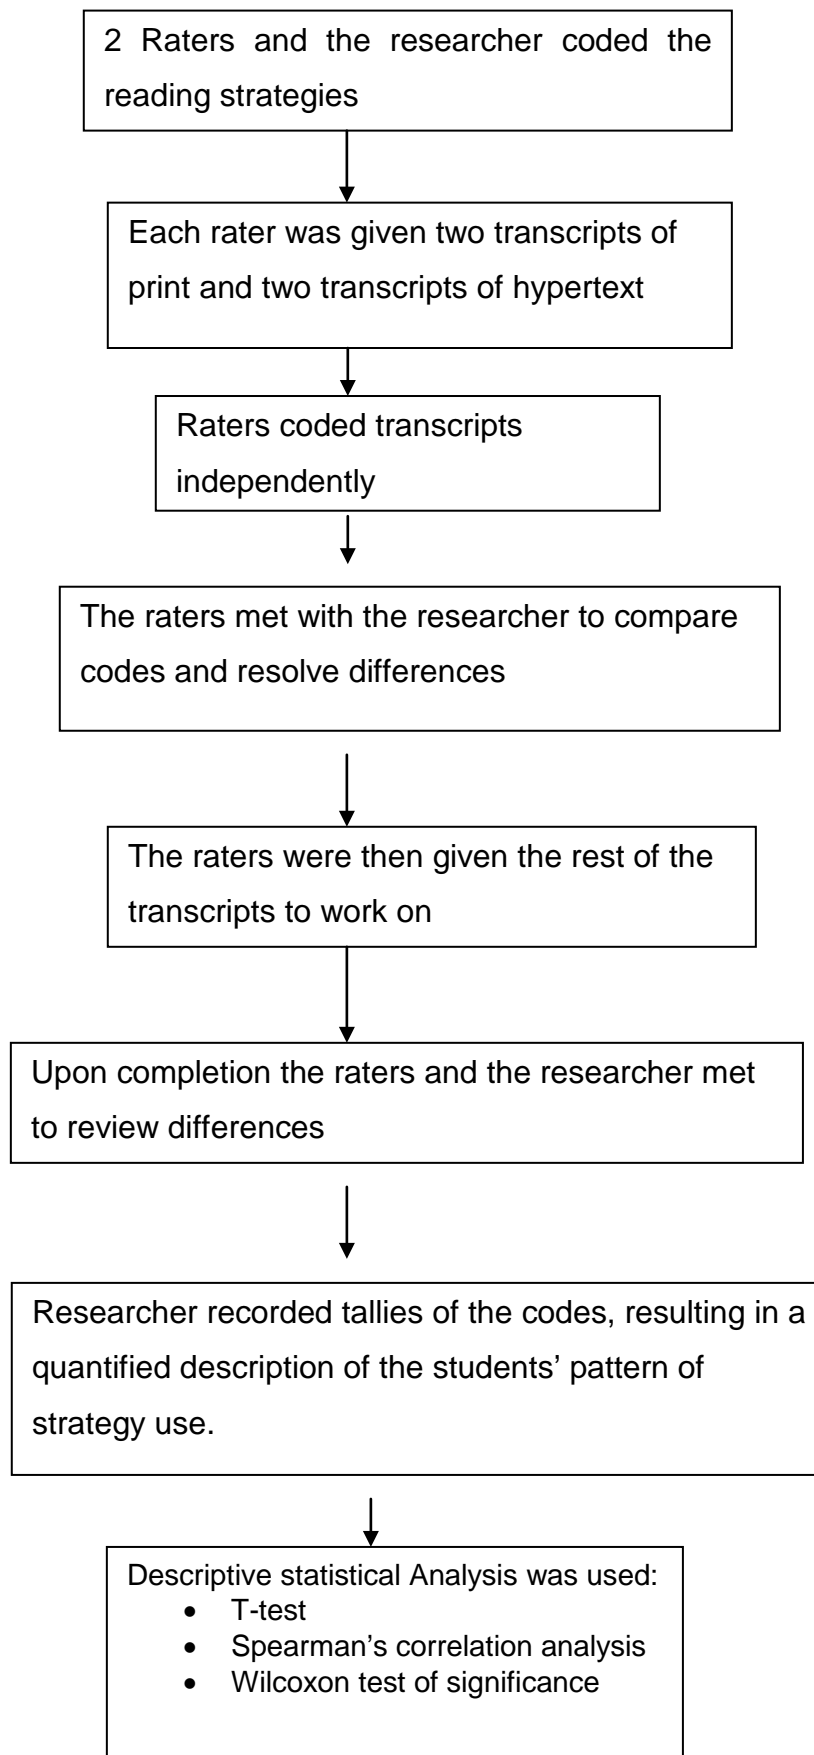 2 Raters and the researcher coded the
reading strategies
Each rater was given two transcripts of
print and two transcripts of hypertext
Raters coded transcripts
independently
The raters met with the researcher to compare
codes and resolve differences
The raters were then given the rest of the
transcripts to work on
Upon completion the raters and the researcher met
to review differences
Researcher recorded tallies of the codes, resulting in a
quantified description of the students’ pattern of
strategy use.
Descriptive statistical Analysis was used:
• T-test
• Spearman’s correlation analysis
• Wilcoxon test of significance